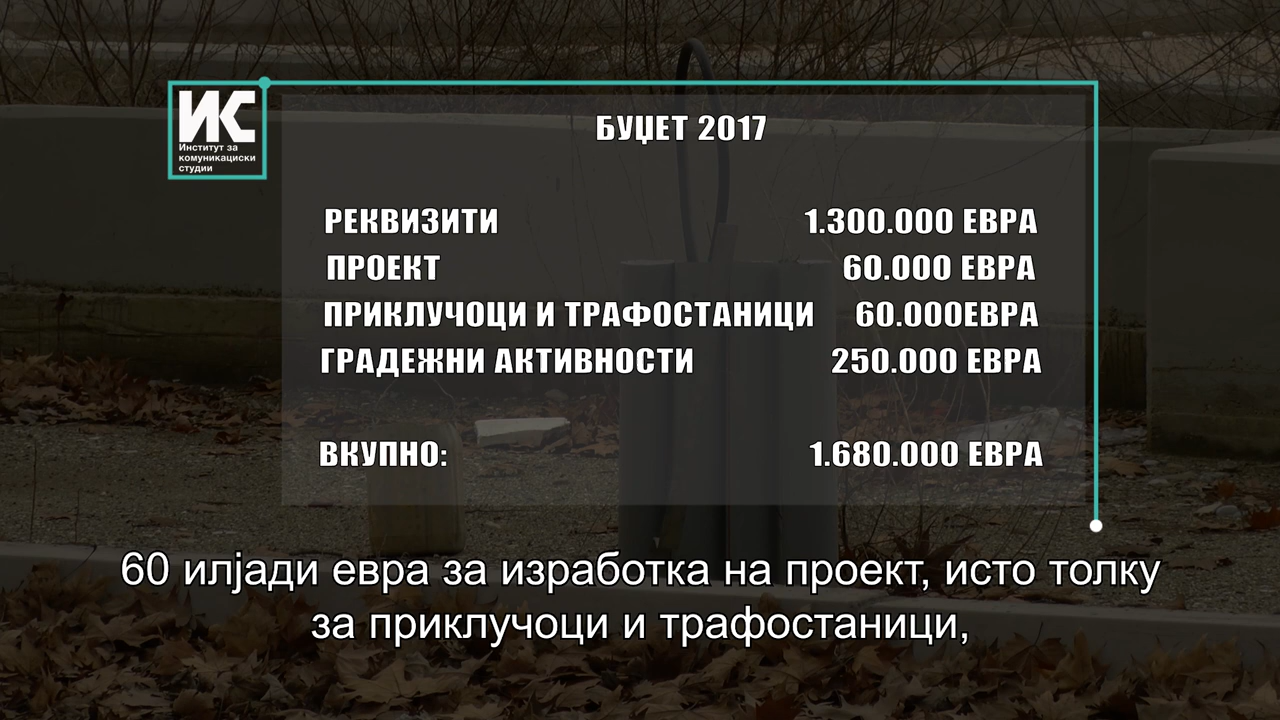 ИС
Институт за
комуникациски
студии
БУЏЕТ 2017
РЕКВИЗИТИ 1.300.000 ЕВРА
ПРОЕКТ 60.000 ЕВРА
ПРИКЛУЧОЦИ И ТРАФОСТАНИЦИ 60.000ЕВРА
ГРАДЕЖНИ АКТИВНОСТИ 250.000 ЕВРА
ВКУПНО: 1.680.000 ЕВРА
60 илјади евра за изработка на проект, исто толку
за приклучоци и трафостаници,